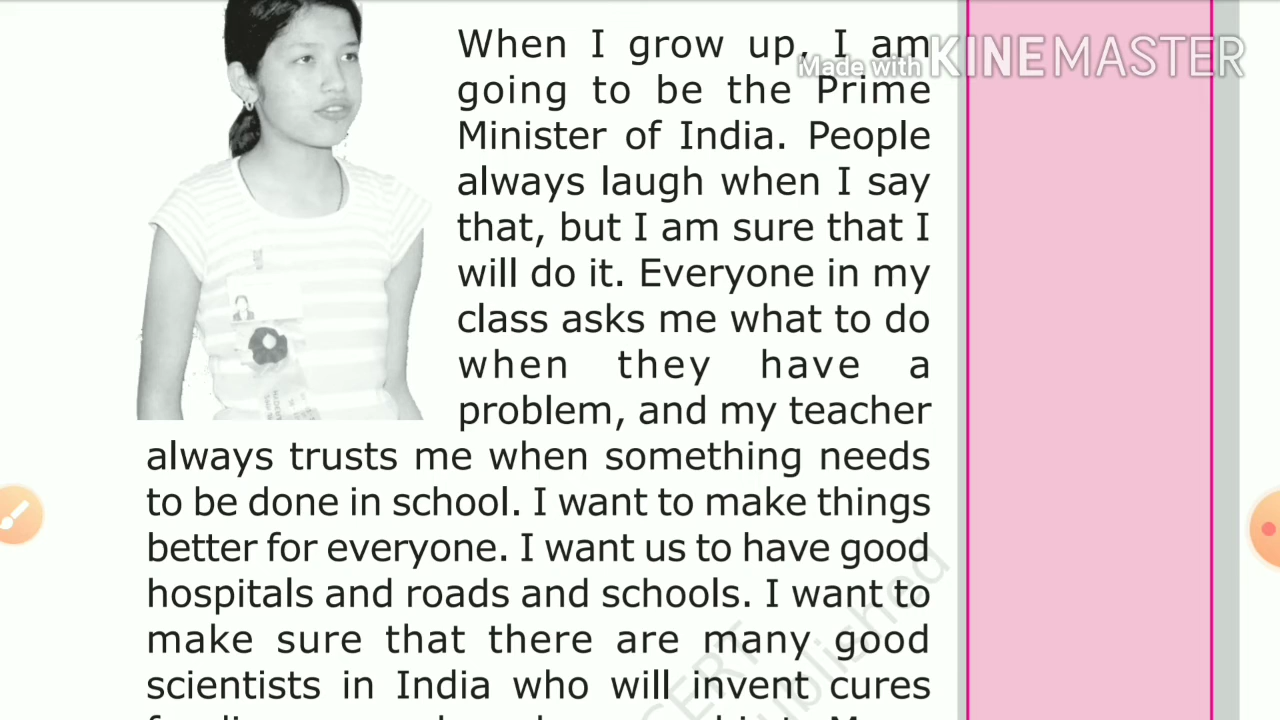 When I grow up, I am
Made with KINEMASTER
going to be the Prime
Minister of India. People
always laugh when I say
that, but I am sure that I
will do it. Everyone in my
class asks me what to do
when they have a
problem, and my teacher
always trusts me when something needs
to be done in school. I want to make things
better for everyone. I want us to have good
hospitals and roads and schools. I want to
make sure that there are many good
scientists in India who will invent cures